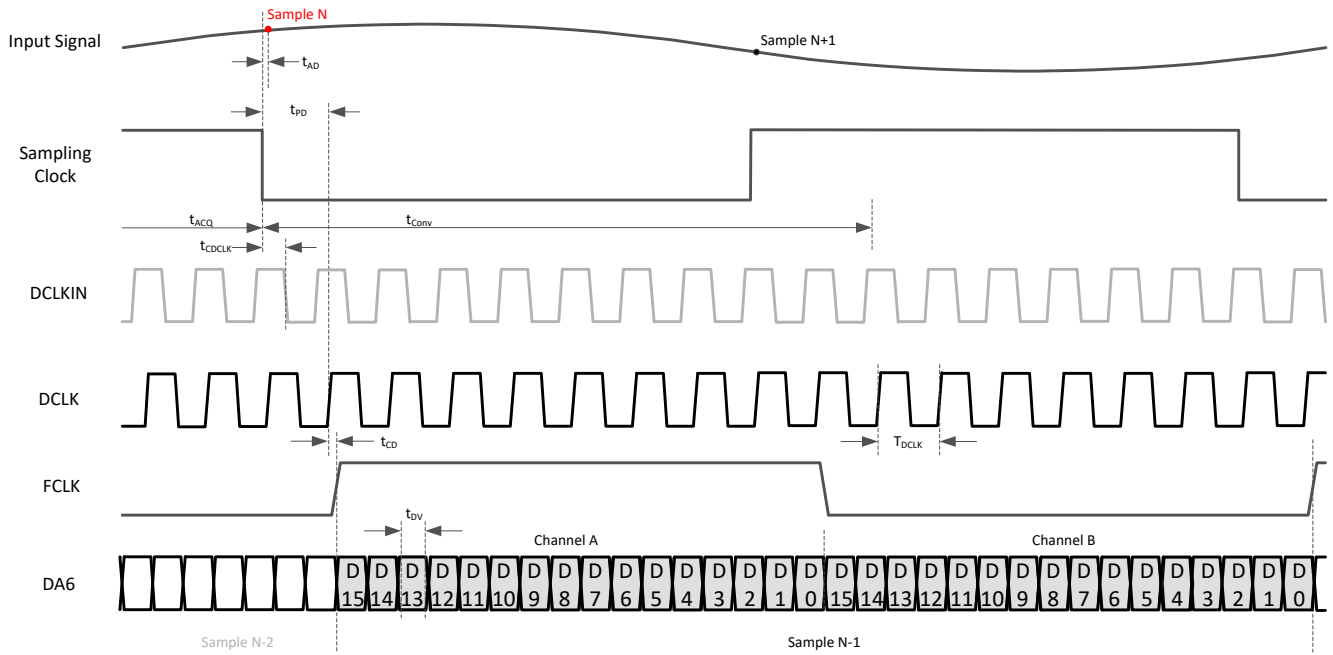 Sample N
Input Signal
Sample N+1
tAD
tPD
Sampling
Clock
tACQ
tConv
tCDCLK
DCLKIN
DCLK
tCD
TDCLK
FCLK
tDV
Channel A
Channel B
DA6
D D D D D D D D D D D D D D D D D D D D D D D D D D D D D D D D
15 14 13 12 11 10 9 8 7 6 5 4 3 2 1 0 15 14 13 12 11 10 9 8 7 6 5 4 3 2 1 0
Sample N-2
Sample N-1